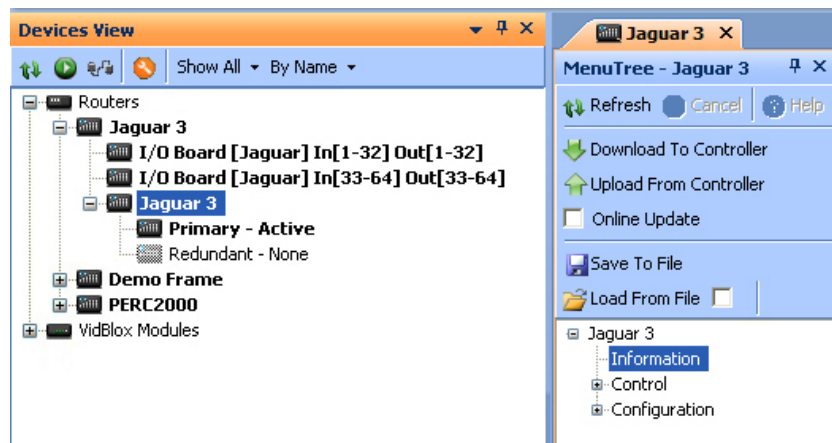 Devices View
Show All By Name
Routers
Jaguar 3
I/O Board [Jaguar] In[1-32] Out[1-32]
I/O Board [Jaguar] In[33-64] Out[33-64]
Jaguar 3
Primary - Active
Redundant - None
Demo Frame
PERC2000
VidBlox Modules
Jaguar 3
MenuTree - Jaguar 3
Refresh Cancel Help
Download To Controller
Upload From Controller
Online Update
Save To File
Load From File
Jaguar 3
Information
Control
Configuration